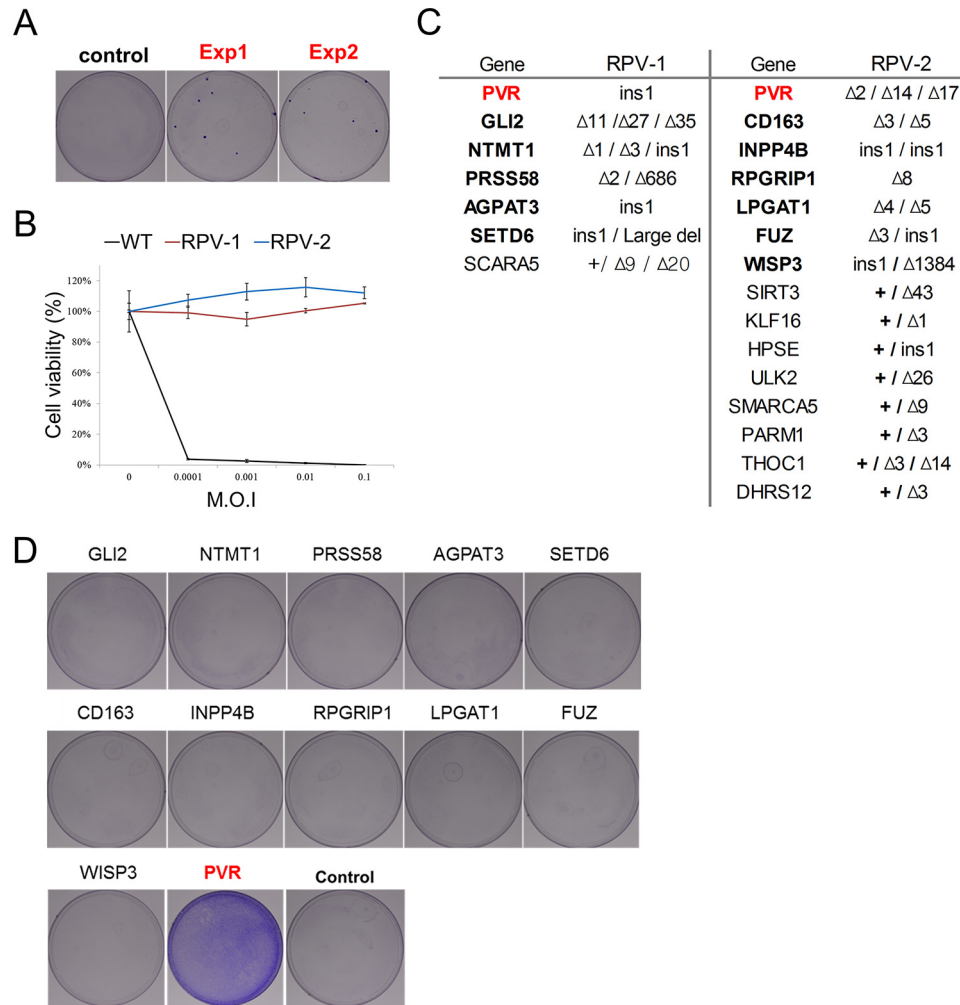 A
control Exp1 Exp2
B
WT RPV-1 RPV-2
Cell viability (%)
120%
100%
80%
60%
40%
20%
0%
0 0.0001 0.001 0.01 0.1
M.O.I
C
Gene RPV-1 Gene RPV-2
PVR ins1 PVR Δ2 / Δ14 / Δ17
GLI2 Δ11 /Δ27 / Δ35 CD163 Δ3 / Δ5
NTMT1 Δ1 / Δ3 / ins1 INPP4B ins1 / ins1
PRSS58 Δ2 / Δ686 RPGRIP1 Δ8
AGPAT3 ins1 LPGAT1 Δ4 / Δ5
SETD6 ins1 / Large del FUZ Δ3 / ins1
SCARA5 +/ Δ9 / Δ20 WISP3 ins1 / Δ1384
SIRT3 + / Δ43
KLF16 + / Δ1
HPSE + / ins1
ULK2 + / Δ26
SMARCA5 + / Δ9
PARM1 + / Δ3
THOC1 + / Δ3 / Δ14
DHRS12 + / Δ3
D
GLI2 NTMT1 PRSS58 AGPAT3 SETD6
CD163 INPP4B RPGRIP1 LPGAT1 FUZ
WISP3 PVR Control